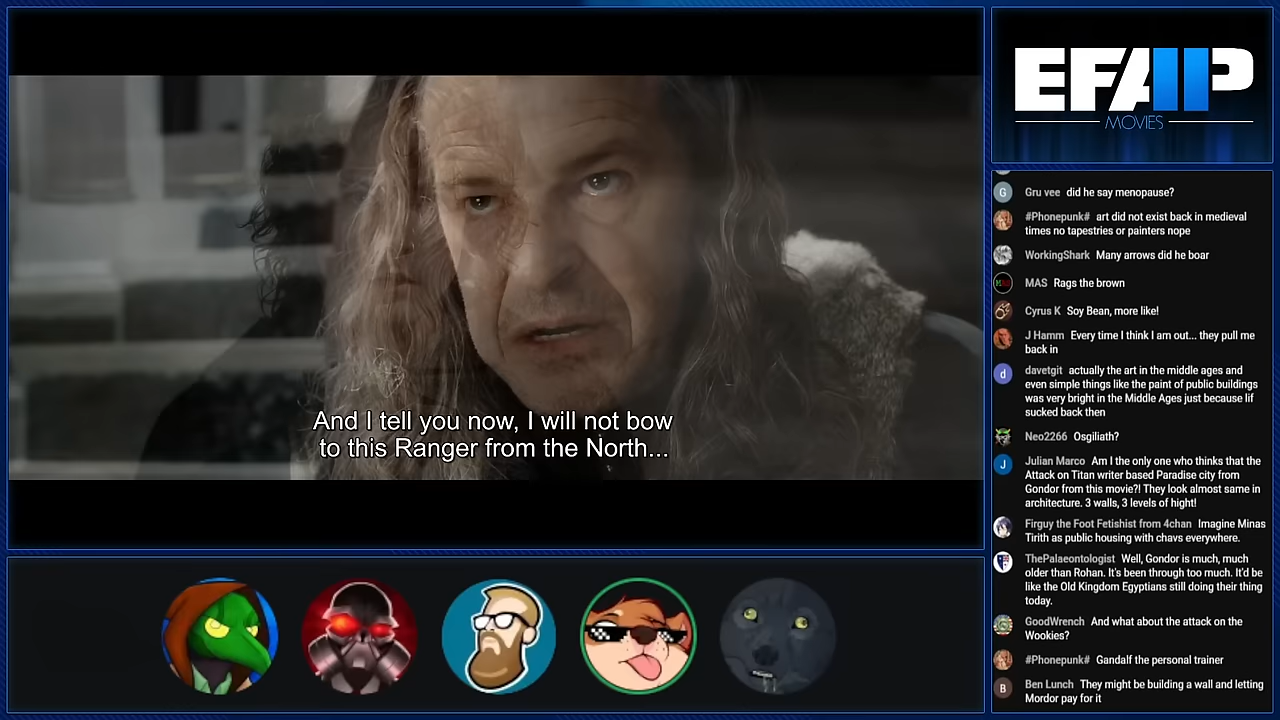 And I tell you now, I will not bow
to this Ranger from the North...
EFAP
MOVIES
G
Gru vee did he say menopause?
#Phonepunk# art did not exist back in medieval
times no tapestries or painters nope
WorkingShark Many arrows did he boar
MAS Rags the brown
Cyrus K Soy Bean, more like!
J Hamm Every time I think I am out... they pull me
back in
d
davetgit actually the art in the middle ages and
even simple things like the paint of public buildings
was very bright in the Middle Ages just because lif
sucked back then
Neo2266 Osgiliath?
J
Julian Marco Am I the only one who thinks that the
Attack on Titan writer based Paradise city from
Gondor from this movie?! They look almost same in
architecture. 3 walls, 3 levels of hight!
Firguy the Foot Fetishist from 4chan Imagine Minas
Tirith as public housing with chavs everywhere.
ThePalaeontologist Well, Gondor is much, much
older than Rohan. It's been through too much. It'd be
like the Old Kingdom Egyptians still doing their thing
today.
GoodWrench And what about the attack on the
Wookies?
#Phonepunk# Gandalf the personal trainer
B
Ben Lunch They might be building a wall and letting
Mordor pay for it